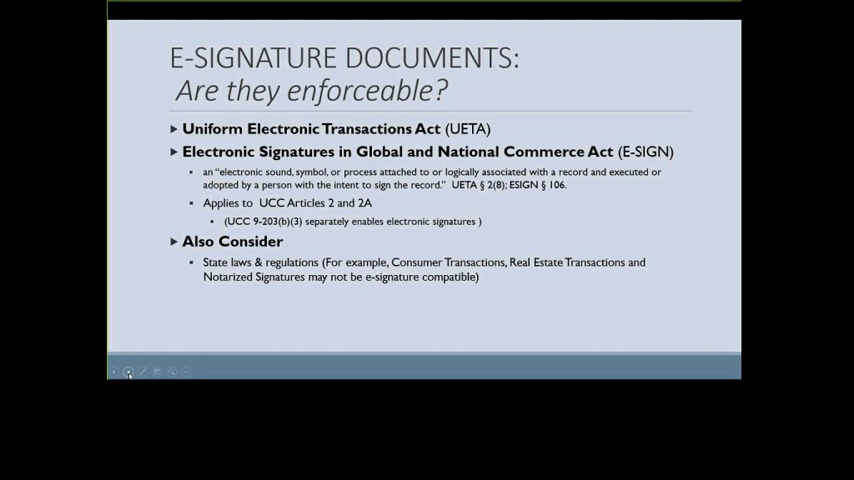 E-SIGNATURE DOCUMENTS:
Are they enforceable?
Uniform Electronic Transactions Act (UETA)
Electronic Signatures in Global and National Commerce Act (E-SIGN)
an “electronic sound, symbol, or process attached to or logically associated with a record and executed or
adopted by a person with the intent to sign the record.” UETA § 2(8); ESIGN § 106.
Applies to UCC Articles 2 and 2A
(UCC 9-203(b)(3) separately enables electronic signatures )
Also Consider
State laws & regulations (For example, Consumer Transactions, Real Estate Transactions and
Notarized Signatures may not be e-signature compatible)